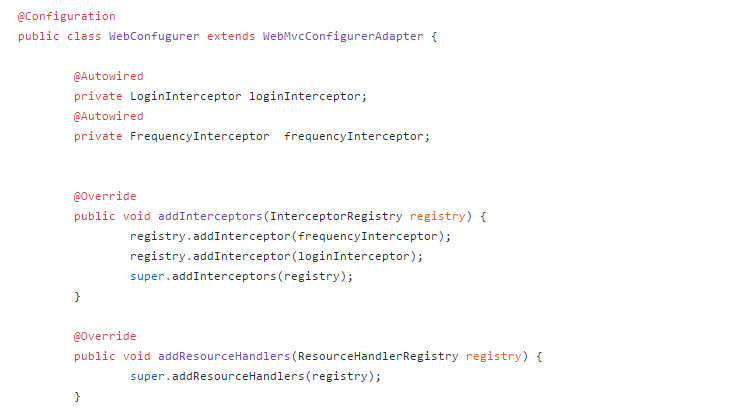 @Configuration
public class WebConfugurer extends WebMvcConfigurerAdapter {
@Autowired
private LoginInterceptor loginInterceptor;
@Autowired
private FrequencyInterceptor  frequencyInterceptor;
@Override
public void addInterceptors(InterceptorRegistry registry) {
registry.addInterceptor(frequencyInterceptor);
registry.addInterceptor(loginInterceptor);
super.addInterceptors(registry);
}
@Override
public void addResourceHandlers(ResourceHandlerRegistry registry) {
super.addResourceHandlers(registry);
}